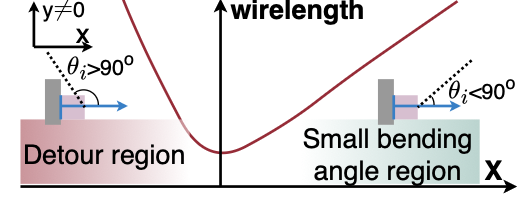 y≠0
wirelength
x
θᵢ>90°
θᵢ<90°
Detour region
Small bending
angle region
x